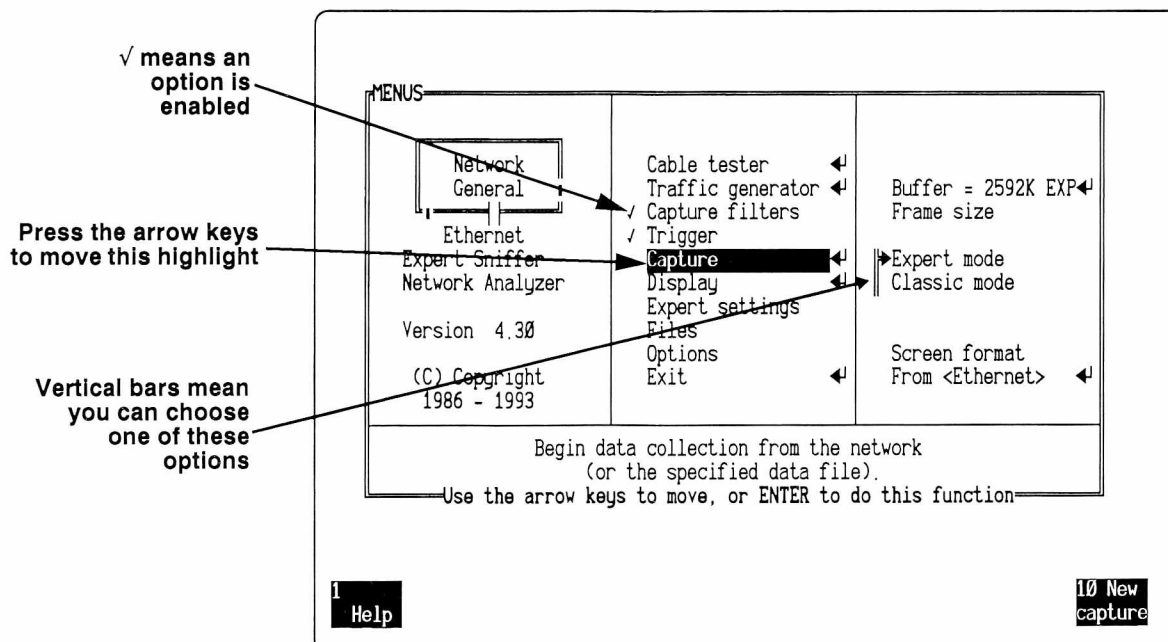 √ means an
option is
enabled
Press the arrow keys
to move this highlight
Vertical bars mean
you can choose
one of these
options
MENUS
Network
General
Ethernet
Expert Sniffer
Network Analyzer
Version 4.30
(C) Copyright
1986 - 1993
Cable tester
Traffic generator
√ Capture filters
√ Trigger
Capture
Display
Expert settings
Files
Options
Exit
Buffer = 2592K EXP
Frame size
Expert mode
Classic mode
Screen format
From <Ethernet>
Begin data collection from the network
(or the specified data file).
Use the arrow keys to move, or ENTER to do this function
1
Help
10 New
capture